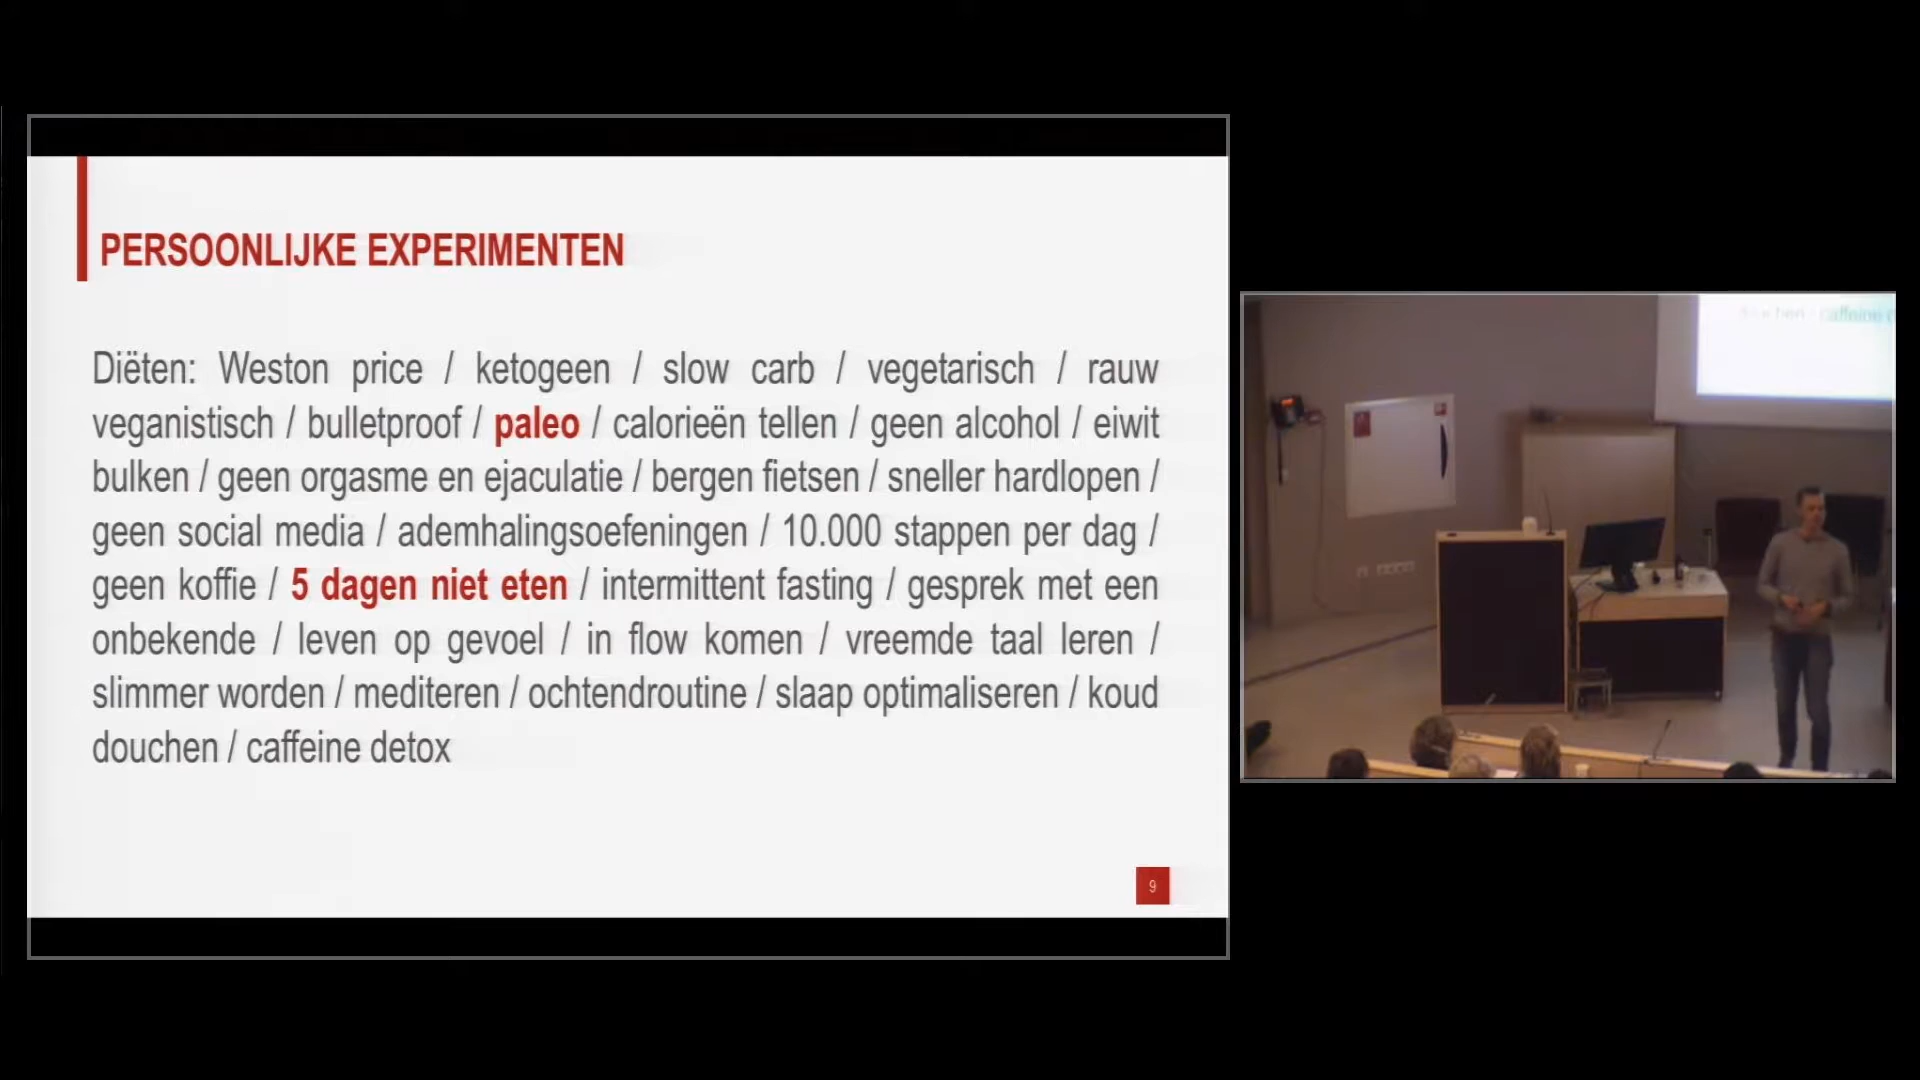 PERSOONLIJKE EXPERIMENTEN
Diëten: Weston price / ketogeen / slow carb / vegetarisch / rauw
veganistisch / bulletproof / paleo / calorieën tellen / geen alcohol / eiwit
bulken / geen orgasme en ejaculatie / bergen fietsen / sneller hardlopen /
geen social media / ademhalingsoefeningen / 10.000 stappen per dag /
geen koffie / 5 dagen niet eten / intermittent fasting / gesprek met een
onbekende / leven op gevoel / in flow komen / vreemde taal leren /
slimmer worden / mediteren / ochtendroutine / slaap optimaliseren / koud
douchen / caffeine detox
9
caffeine